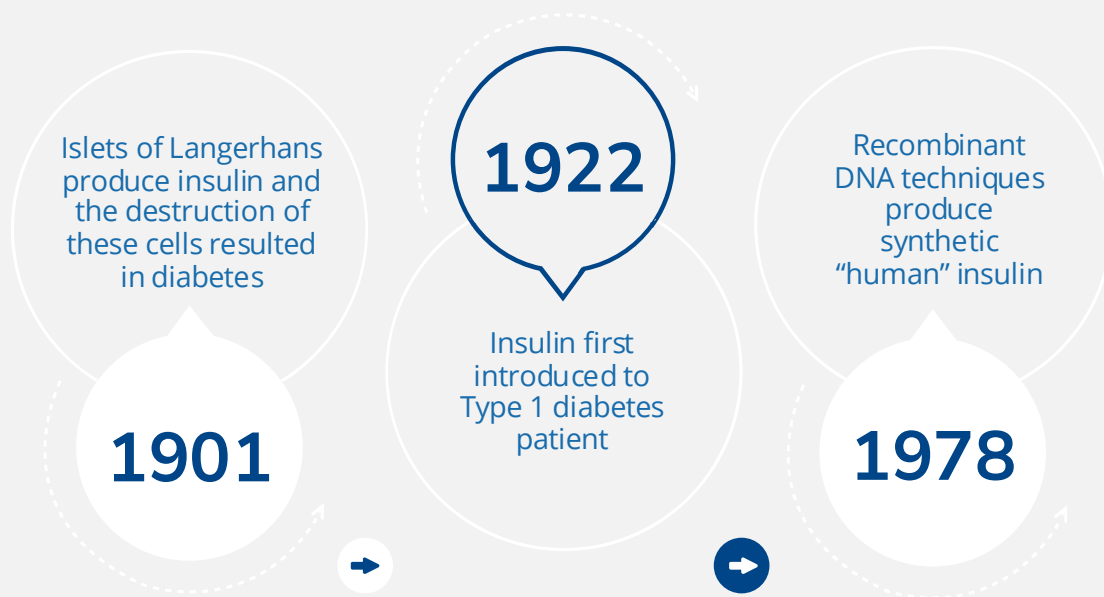 Islets of Langerhans
produce insulin and
the destruction of
these cells resulted
in diabetes
1901
1922
Insulin first
introduced to
Type 1 diabetes
patient
Recombinant
DNA techniques
produce
synthetic
“human” insulin
1978